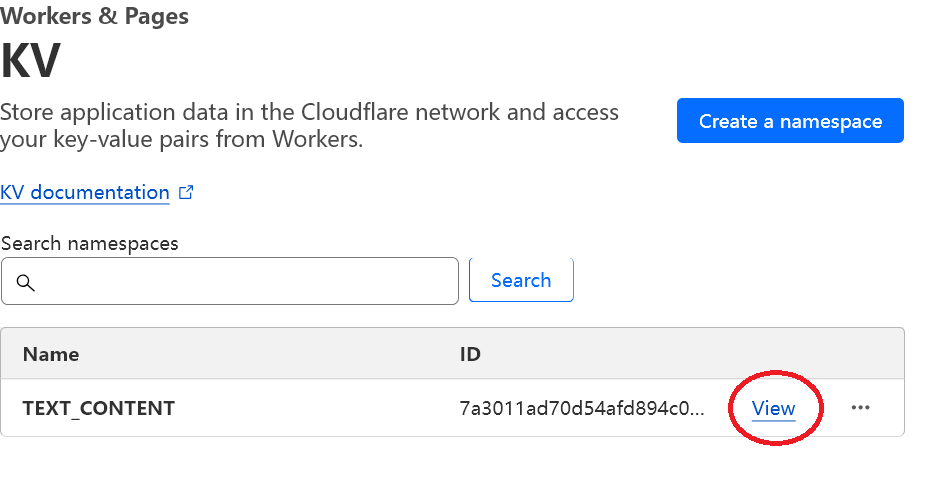 Workers & Pages
KV
Store application data in the Cloudflare network and access
your key-value pairs from Workers.
Create a namespace
KV documentation
Search namespaces
Search
Name ID
TEXT_CONTENT 7a3011ad70d54afd894c0... View ...